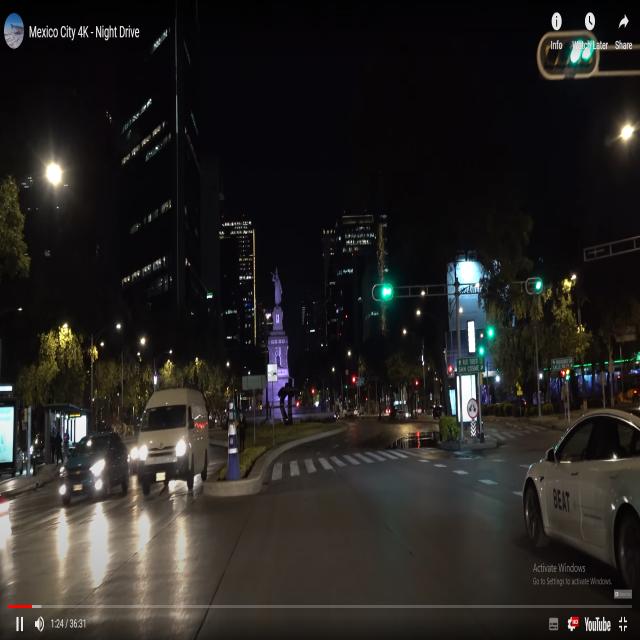 Mexico City 4K - Night Drive
Info
Watch Later
Share
BEAT
Activate Windows
Go to Settings to activate Windows.
1:24 / 36:31
YouTube